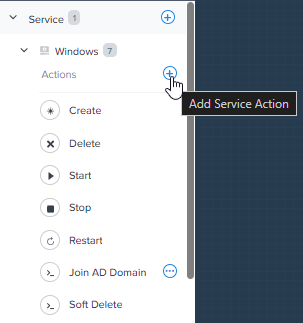 Service 1
Windows 7
Actions
Add Service Action
Create
Delete
Start
Stop
Restart
Join AD Domain
Soft Delete